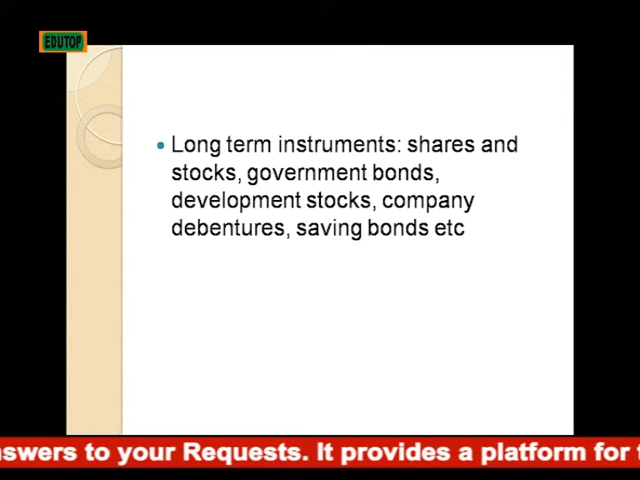 EDUTOP
Long term instruments: shares and
stocks, government bonds,
development stocks, company
debentures, saving bonds etc
to your Requests. It provides a platform for